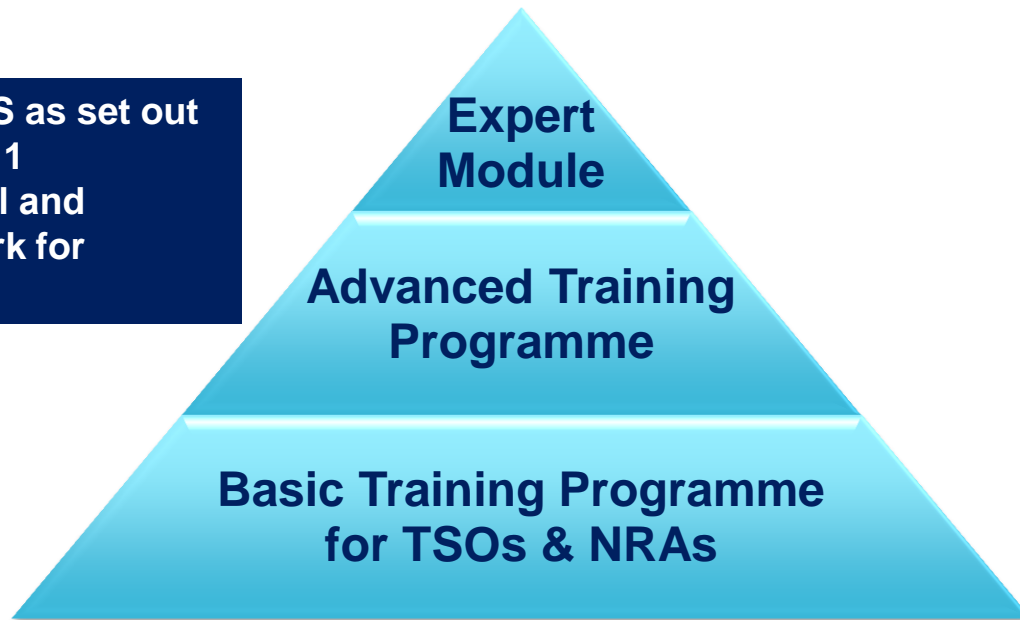 S as set out
1
l and
rk for
Expert
Module
Advanced Training
Programme
Basic Training Programme
for TSOs & NRAs